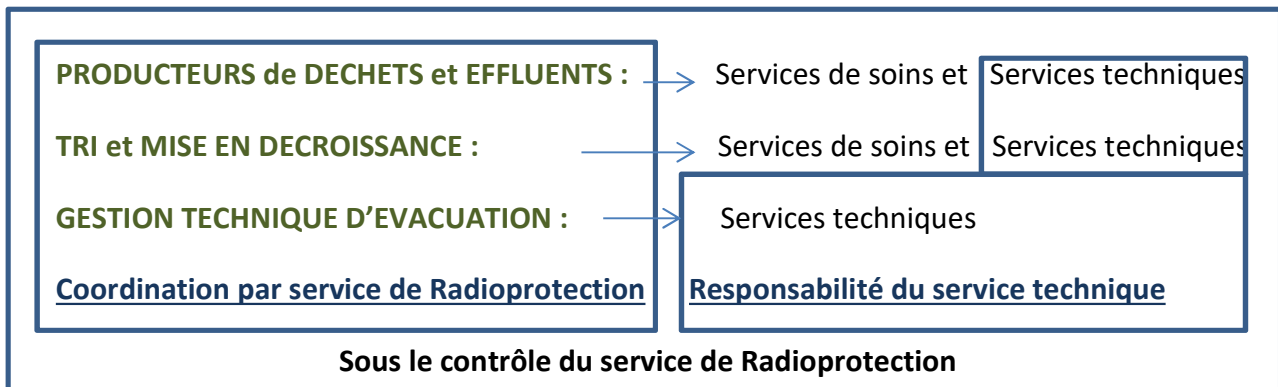 PRODUCTEURS de DECHETS et EFFLUENTS : Services de soins et Services techniques
TRI et MISE EN DECROISSANCE : Services de soins et Services techniques
GESTION TECHNIQUE D’EVACUATION : Services techniques
Coordination par service de Radioprotection Responsabilité du service technique
Sous le contrôle du service de Radioprotection